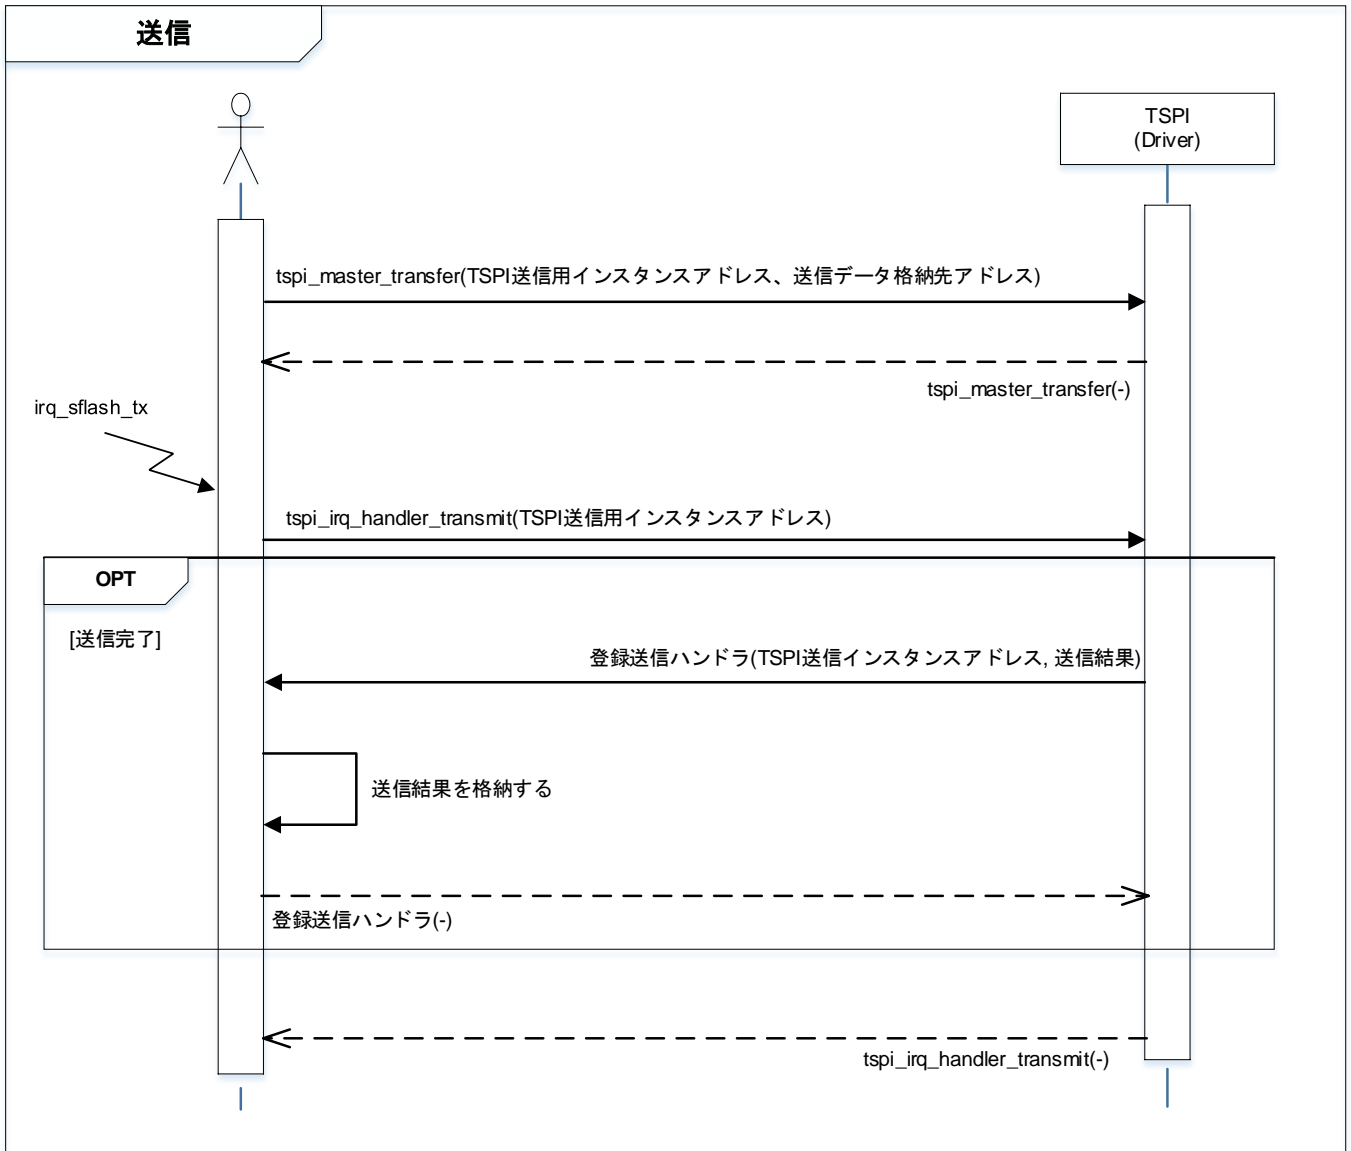 送信
TSPI
(Driver)
tspi_master_transfer(TSPI送信用インスタンスアドレス、送信データ格納先アドレス)
tspi_master_transfer(-)
irq_sflash_tx
tspi_irq_handler_transmit(TSPI送信用インスタンスアドレス)
OPT
[送信完了]
登録送信ハンドラ(TSPI送信インスタンスアドレス, 送信結果)
送信結果を格納する
登録送信ハンドラ(-)
tspi_irq_handler_transmit(-)